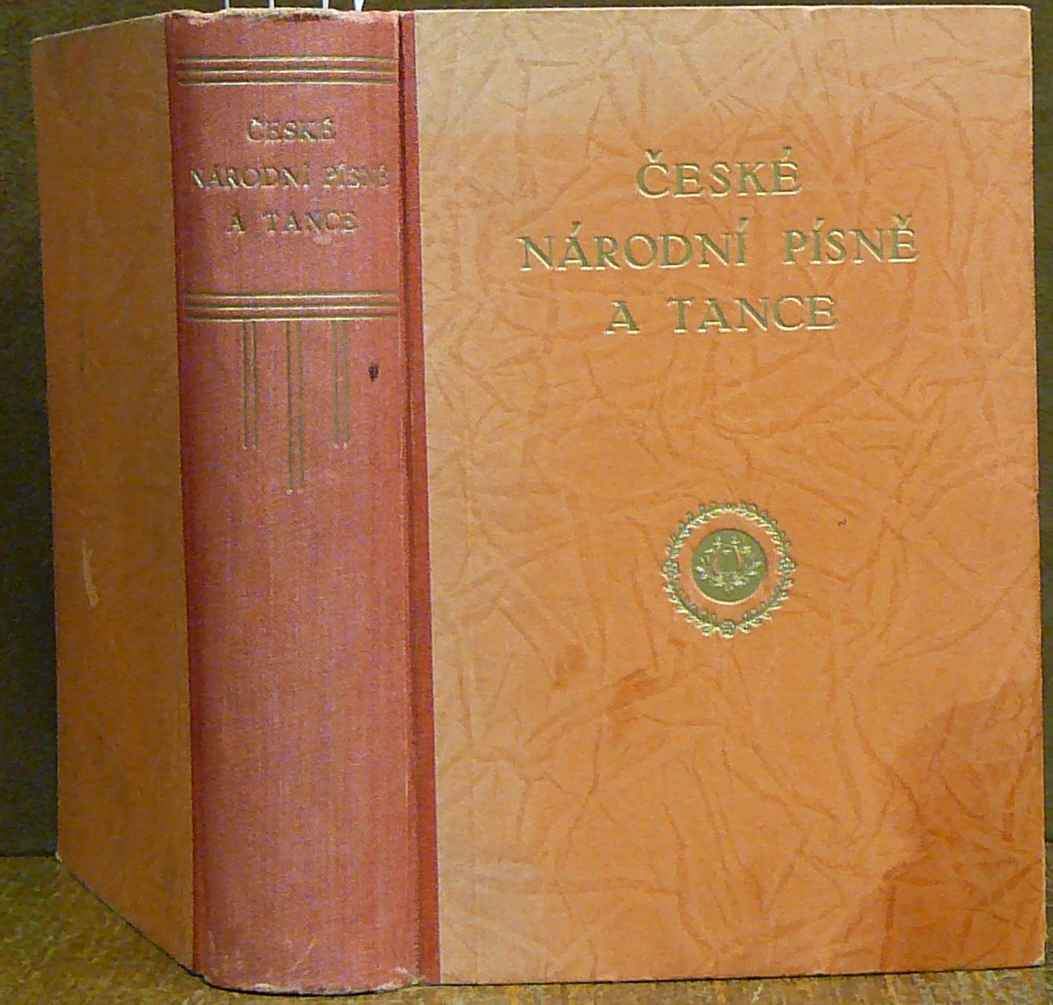 ČESKÉ
NÁRODNÍ PÍSNĚ
A TANCE
ČESKÉ
NÁRODNÍ PÍSNĚ
A TANCE